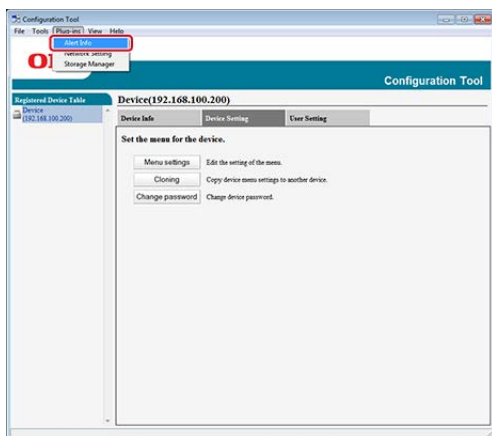 Configuration Tool
File Tools Plug-ins View Help
Alert Info
Network Setting
Storage Manager
Configuration Tool
Registered Device Table
Device
(192.168.100.200)
Device(192.168.100.200)
Device Info Device Setting User Setting
Set the menu for the device.
Menu settings Edit the setting of the menu.
Cloning Copy device menu settings to another device.
Change password Change device password.